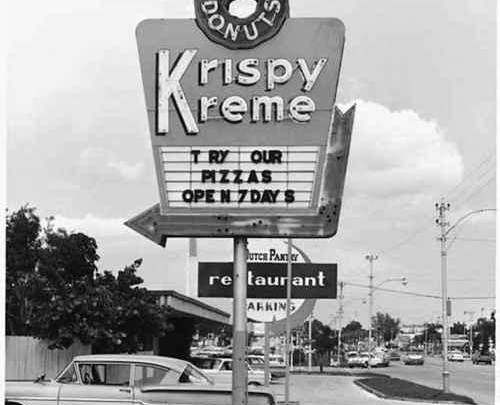 DONUTS
Krispy
Kreme
TRY OUR
PIZZAS
OPEN 7 DAYS
DUTCH PANTRY
restaurant
PARKING